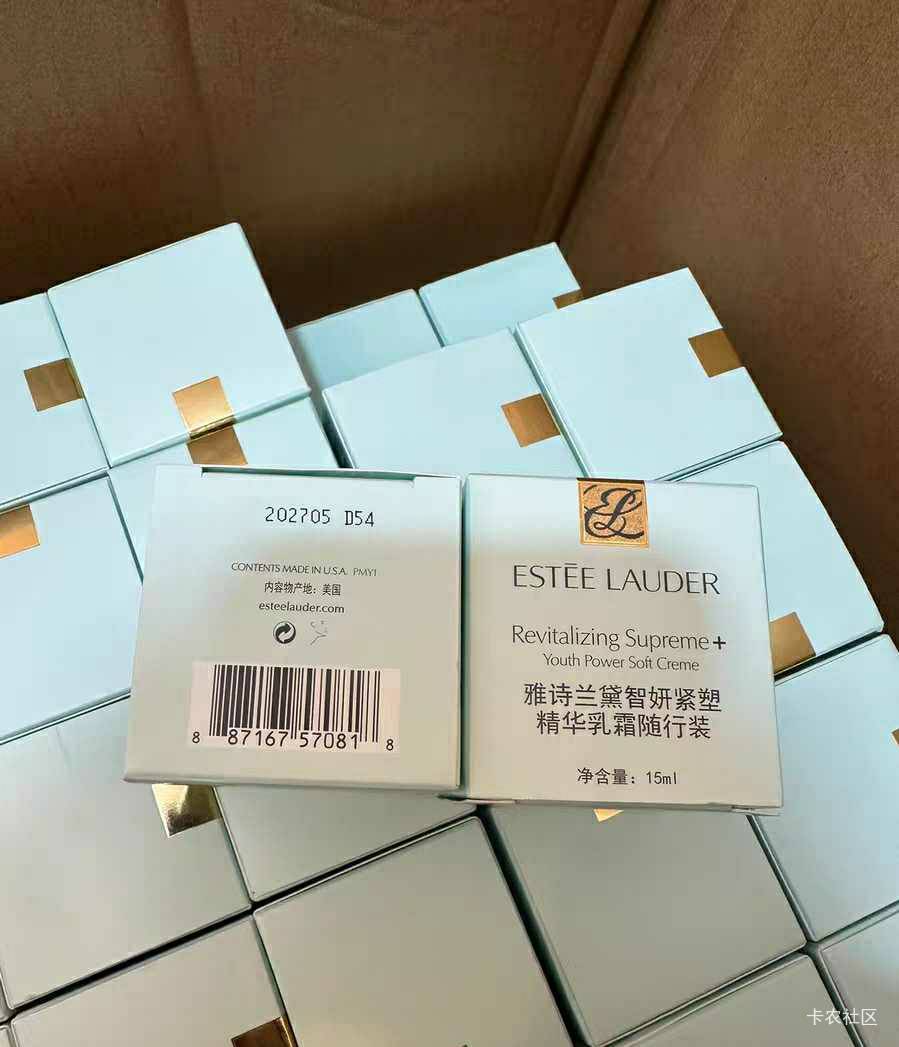 202705 D54
CONTENTS MADE IN U.S.A. PMY1
内容物产地：美国
esteelauder.com
8 87167 57081 8
EL
ESTĒE LAUDER
Revitalizing Supreme+
Youth Power Soft Creme
雅诗兰黛智妍紧塑
精华乳霜随行装
净含量：15ml
卡农社区